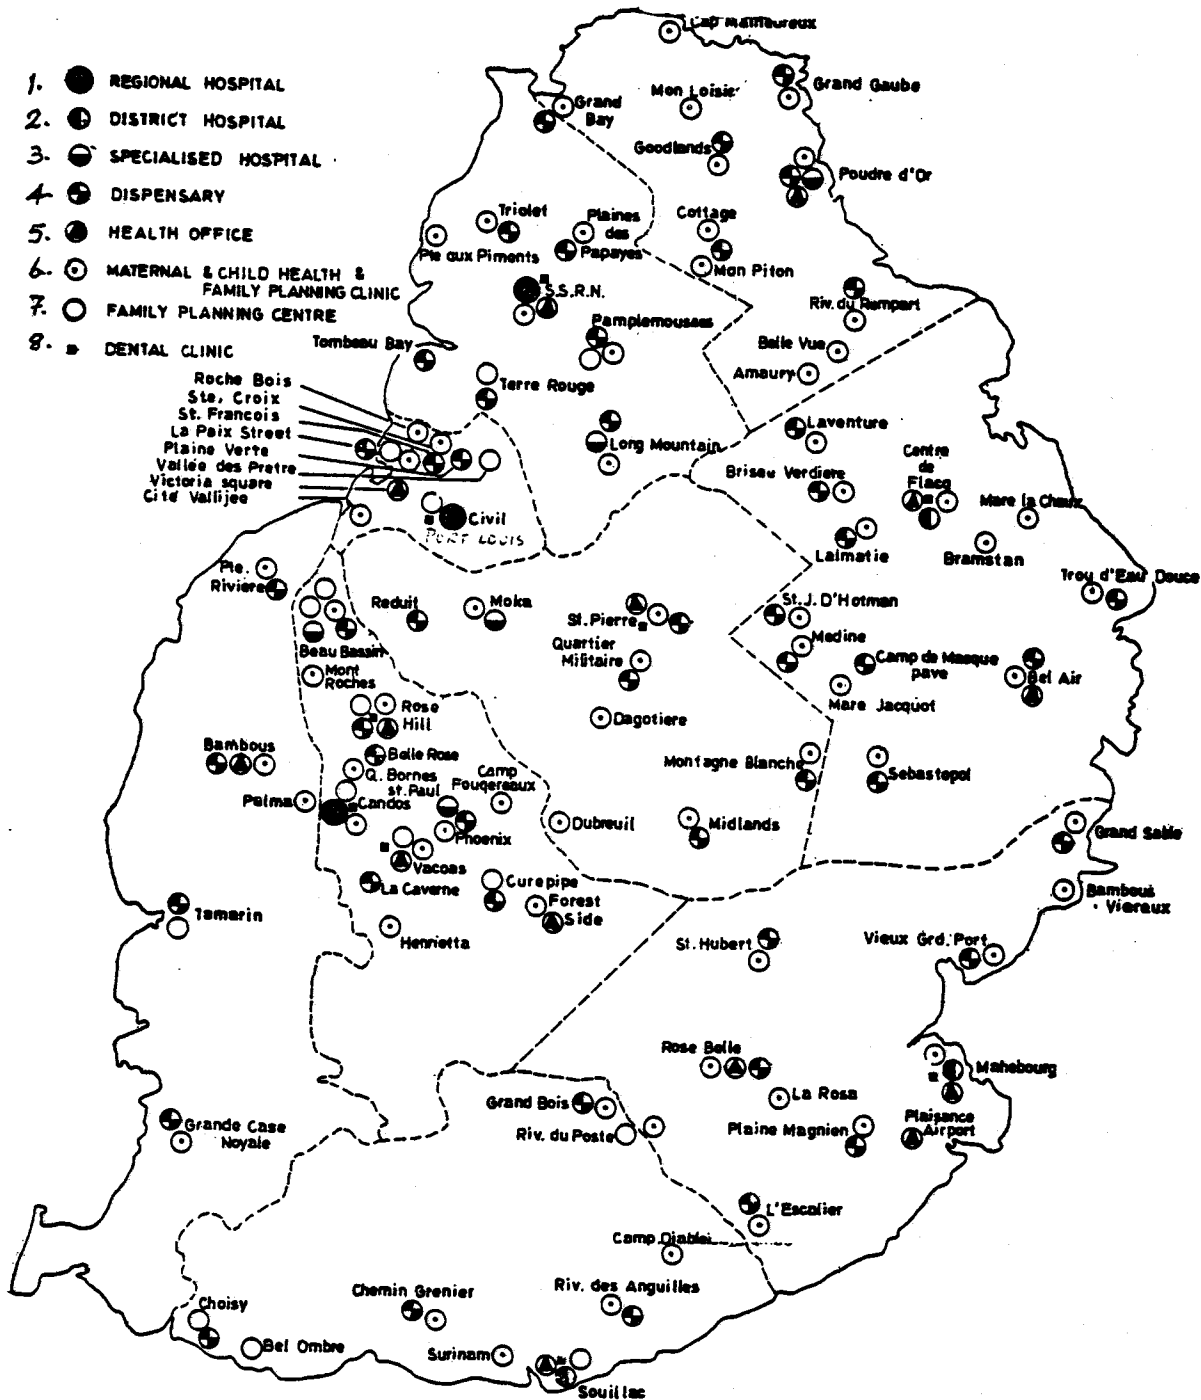 Cap Malheureux
1. REGIONAL HOSPITAL
2. DISTRICT HOSPITAL
3. SPECIALISED HOSPITAL
4. DISPENSARY
5. HEALTH OFFICE
6. MATERNAL & CHILD HEALTH &
FAMILY PLANNING CLINIC
7. FAMILY PLANNING CENTRE
8. DENTAL CLINIC
Grand Gaube
Mon Loisir
Grand
Bay
Goodlands
Poudre d'Or
Triolet
Plaines
des
Papayes
Cottage
Pte aux Piments
Mon Piton
S.S.R.N.
Riv. du Rempart
Pamplemousses
Tombeau Bay
Belle Vue
Amaury
Terre Rouge
Roche Bois
Ste. Croix
St. Francois
La Paix Street
Plaine Verte
Vallée des Pretre
Victoria square
Cité Vallijee
Long Mountain
Laventure
Centre
de
Flacq
Brisee Verdiere
Mare la Chaux
Civil
PORT LOUIS
Lalmatie
Bramstan
Pte.
Riviere
Trou d'Eau Douce
Reduit
Moka
St. Pierre
St. J. D'Hotman
Beau Bassin
Quartier
Militaire
Medine
Camp de Masque
pave
Bel Air
Mont
Roches
Mare Jacquot
Rose
Hill
Dagotiere
Bambous
Belle Rose
Montagne Blanche
Sebastopol
Q. Bornes
st. Paul
Camp
Fouqereaux
Palma
Candos
Phoenix
Dubreuil
Midlands
Grand Sable
Vacoas
La Caverne
Curepipe
Bambous
Vieraux
Tamarin
Forest
Side
Henrietta
St. Hubert
Vieux Grd. Port
Rose Belle
Mahebourg
La Rosa
Grand Bois
Grande Case
Noyale
Riv. du Poste
Plaine Magnien
Plaisance
Airport
L'Escalier
Camp Diable
Chemin Grenier
Riv. des Anguilles
Choisy
Bel Ombre
Surinam
Souillac